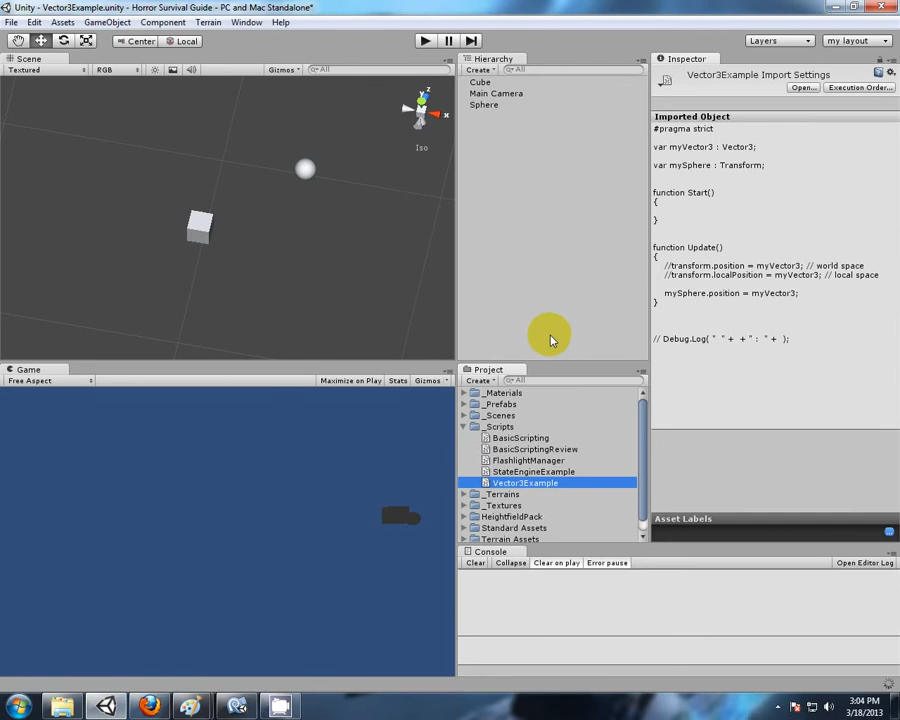 Unity - Vector3Example.unity - Horror Survival Guide - PC and Mac Standalone*
File Edit Assets GameObject Component Terrain Window Help
Center Local Layers my layout
Scene
Textured RGB Gizmos All
z
x
Iso
Hierarchy
Create All
Cube
Main Camera
Sphere
Inspector
Vector3Example Import Settings
Open... Execution Order...
Imported Object
#pragma strict
var myVector3 : Vector3;
var mySphere : Transform;
function Start()
{
}
function Update()
{
//transform.position = myVector3; // world space
//transform.localPosition = myVector3; // local space
mySphere.position = myVector3;
}
// Debug.Log( " " + + " : " + );
Asset Labels
Game
Free Aspect Maximize on Play Stats Gizmos
Project
Create All
_Materials
_Prefabs
_Scenes
_Scripts
BasicScripting
BasicScriptingReview
FlashlightManager
StateEngineExample
Vector3Example
_Terrains
_Textures
HeightfieldPack
Standard Assets
Terrain Assets
Console
Clear Collapse Clear on play Error pause Open Editor Log
3:04 PM
3/18/2013